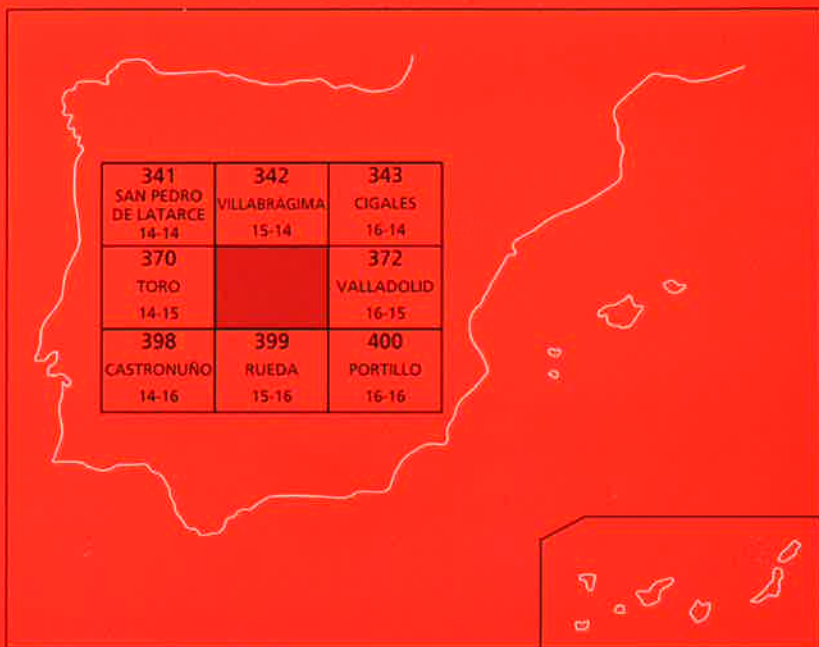 341
SAN PEDRO
DE LATARCE
14-14
342
VILLABRÁGIMA
15-14
343
CIGALES
16-14
370
TORO
14-15
372
VALLADOLID
16-15
398
CASTRONUÑO
14-16
399
RUEDA
15-16
400
PORTILLO
16-16